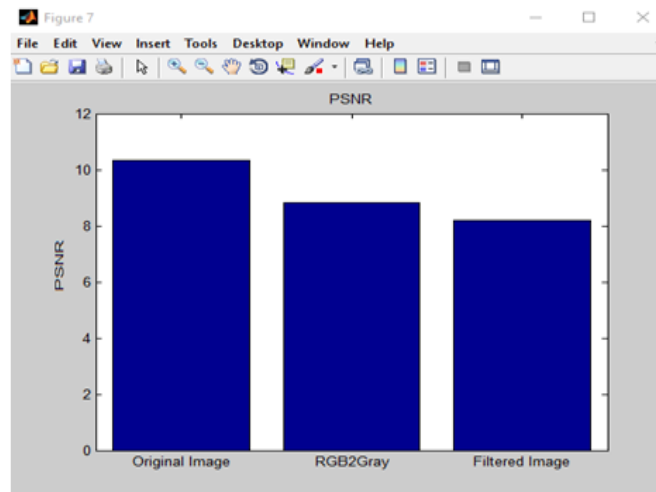 Figure 7
File Edit View Insert Tools Desktop Window Help
PSNR
12
10
8
6
4
2
0
PSNR
Original Image RGB2Gray Filtered Image